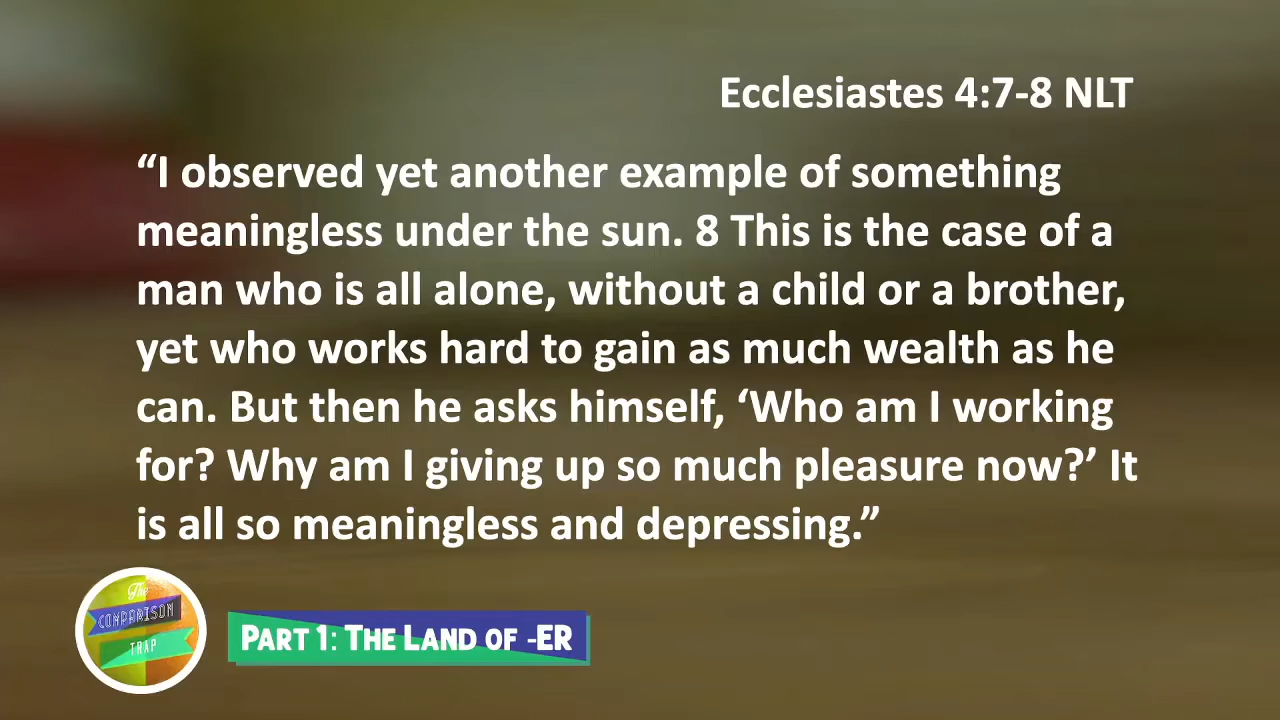 Ecclesiastes 4:7-8 NLT
“I observed yet another example of something
meaningless under the sun. 8 This is the case of a
man who is all alone, without a child or a brother,
yet who works hard to gain as much wealth as he
can. But then he asks himself, ‘Who am I working
for? Why am I giving up so much pleasure now?’ It
is all so meaningless and depressing.”
The
COMPARISON
TRAP
PART 1: THE LAND OF -ER